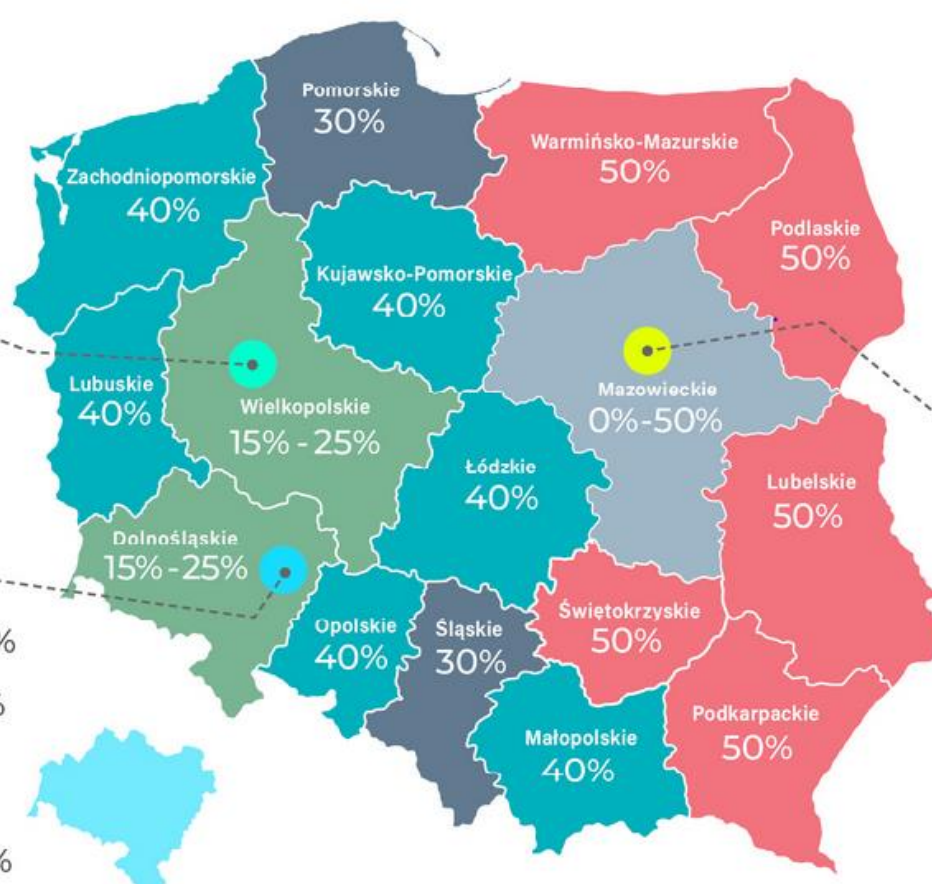 Pomorskie
30%
Warmińsko-Mazurskie
50%
Zachodniopomorskie
40%
Podlaskie
50%
Kujawsko-Pomorskie
40%
Lubuskie
40%
Wielkopolskie
15% - 25%
Mazowieckie
0%-50%
Łódzkie
40%
Lubelskie
50%
Dolnośląskie
15% - 25%
Opolskie
40%
Śląskie
30%
Świętokrzyskie
50%
%
Małopolskie
40%
Podkarpackie
50%
%
%